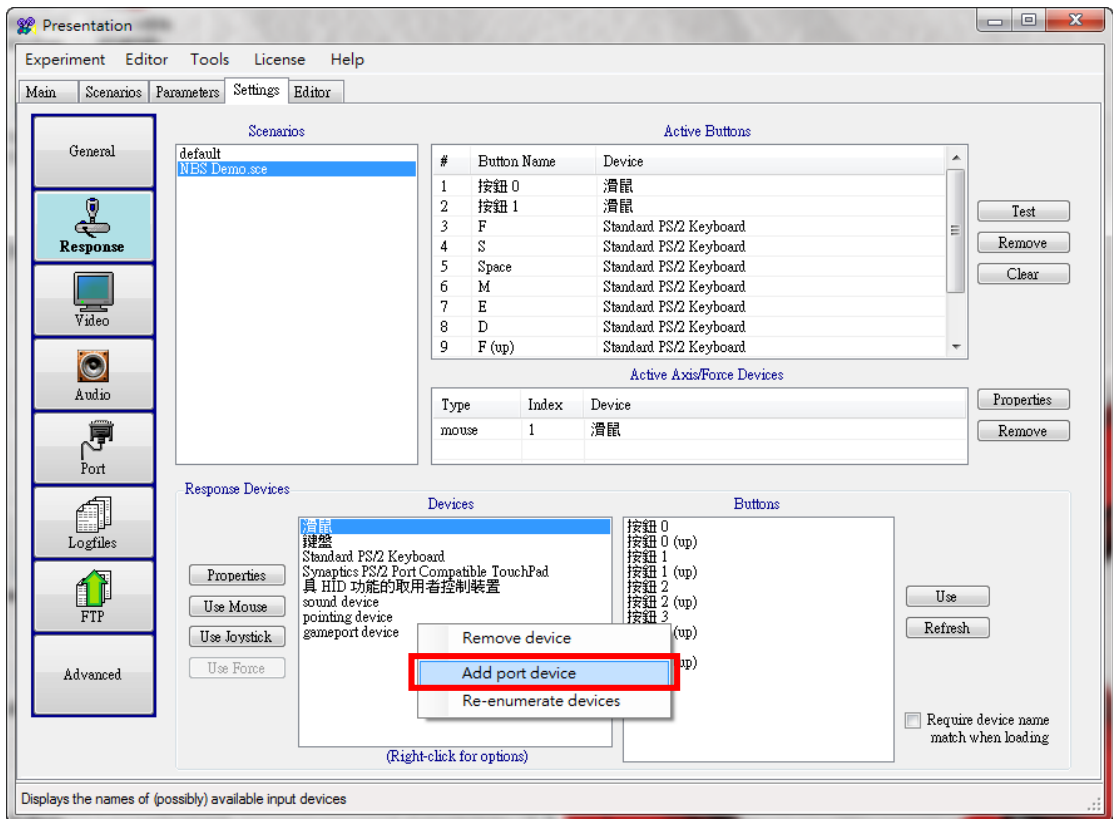 Presentation
Experiment Editor Tools License Help
Main Scenarios Parameters Settings Editor
General
Response
Video
Audio
Port
Logfiles
FTP
Advanced
Scenarios
default
NBS Demo.sce
Active Buttons
# Button Name Device
1 按鈕 0 滑鼠
2 按鈕 1 滑鼠
3 F Standard PS/2 Keyboard
4 S Standard PS/2 Keyboard
5 Space Standard PS/2 Keyboard
6 M Standard PS/2 Keyboard
7 E Standard PS/2 Keyboard
8 D Standard PS/2 Keyboard
9 F (up) Standard PS/2 Keyboard
Test
Remove
Clear
Active Axis/Force Devices
Type Index Device
mouse 1 滑鼠
Properties
Remove
Response Devices
Properties
Use Mouse
Use Joystick
Use Force
Devices
滑鼠
鍵盤
Standard PS/2 Keyboard
Synaptics PS/2 Port Compatible TouchPad
具 HID 功能的取用者控制裝置
sound device
pointing device
gameport device
(Right-click for options)
Remove device
Add port device
Re-enumerate devices
Buttons
按鈕 0
按鈕 0 (up)
按鈕 1
按鈕 1 (up)
按鈕 2
按鈕 2 (up)
按鈕 3
(up)
up)
Use
Refresh
Require device name
match when loading
Displays the names of (possibly) available input devices